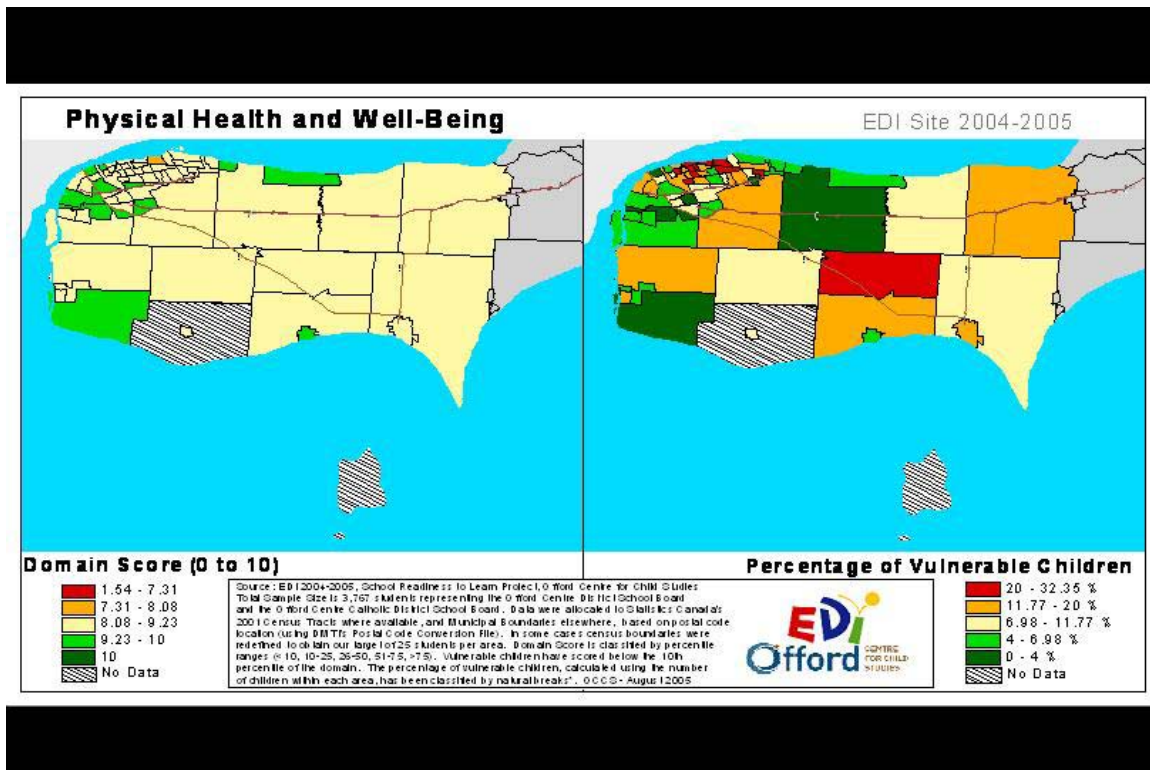 Physical Health and Well-Being
EDI Site 2004-2005
Domain Score (0 to 10)
1.54 - 7.31
7.31 - 8.08
8.08 - 9.23
9.23 - 10
10
No Data
Source: EDI 2004-2005, School Readiness to Learn Project, Offord Centre for Child Studies
Total Sample Size is 3,767 students representing the Offord Centre District School Board
and the Offord Centre Catholic District School Board. Data were allocated to Statistics Canada's
2001 Census Tracts where available, and Municipal Boundaries elsewhere, based on postal code
location (using DMTI's Postal Code Conversion File). In some cases census boundaries were
redefined to obtain our target of 25 students per area. Domain Score is classified by percentile
ranges (< 10, 10-25, 26-50, 51-75, >75). Vulnerable children have scored below the 10th
percentile of the domain. The percentage of vulnerable children, calculated using the number
of children within each area, has been classified by natural breaks*. OCCS - August 2005
EDI
Offord
CENTRE
FOR CHILD
STUDIES
Percentage of Vulnerable Children
20 - 32.35 %
11.77 - 20 %
6.98 - 11.77 %
4 - 6.98 %
0 - 4 %
No Data